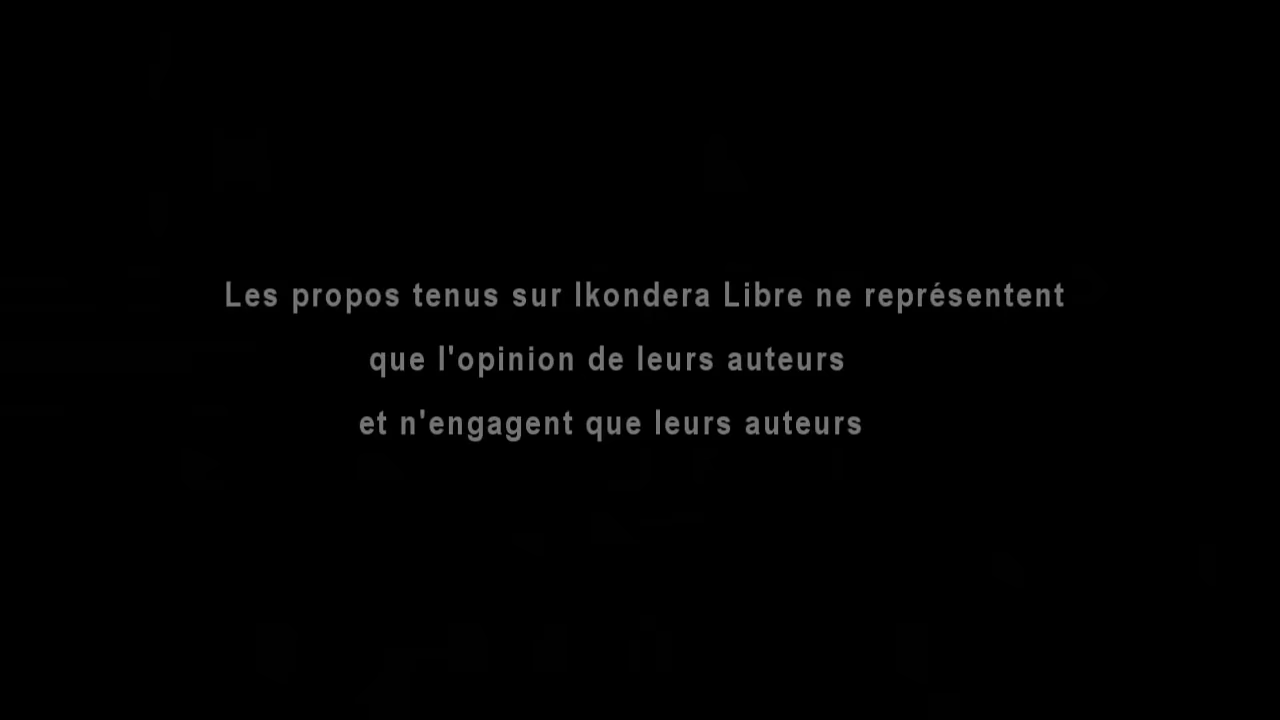 Les propos tenus sur Ikondera Libre ne représentent
que l'opinion de leurs auteurs
et n'engagent que leurs auteurs